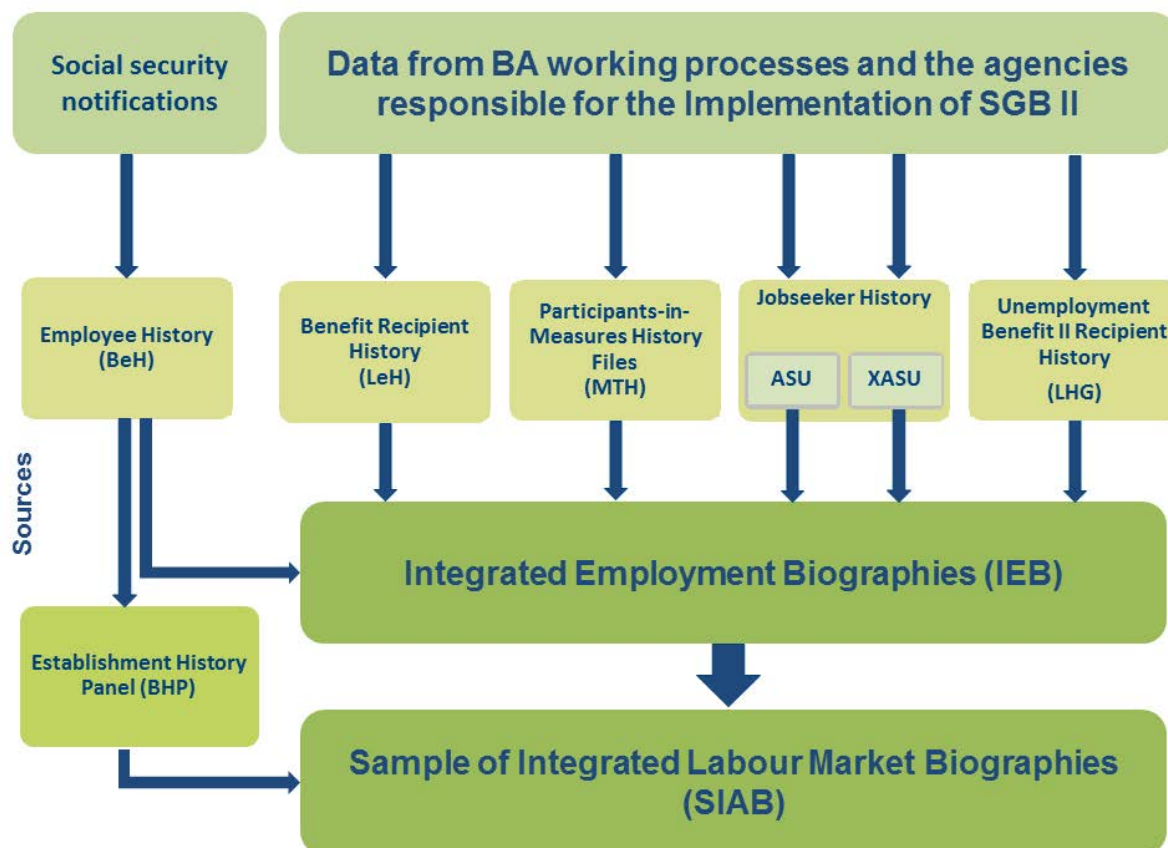 Social security
notifications
Data from BA working processes and the agencies
responsible for the Implementation of SGB II
Employee History
(BeH)
Benefit Recipient
History
(LeH)
Participants-in-
Measures History
Files
(MTH)
Jobseeker History
ASU
XASU
Unemployment
Benefit II Recipient
History
(LHG)
Sources
Integrated Employment Biographies (IEB)
Establishment History
Panel (BHP)
Sample of Integrated Labour Market Biographies
(SIAB)